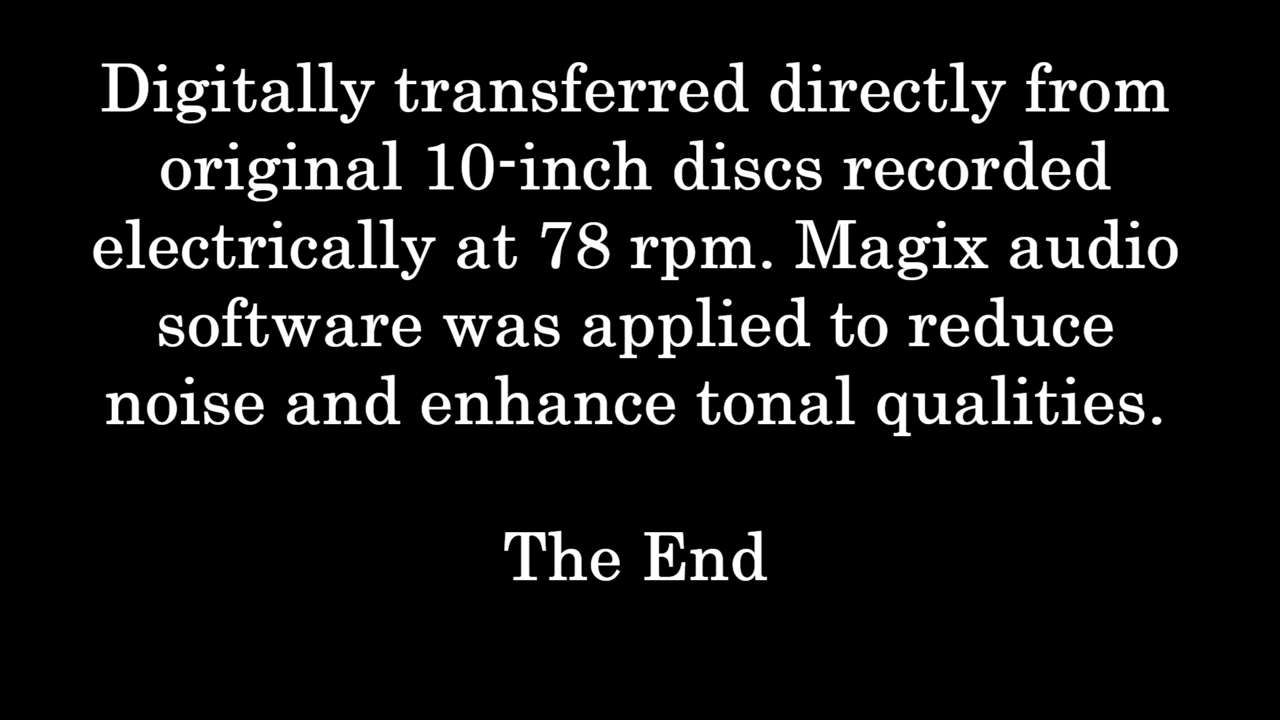 Digitally transferred directly from
original 10-inch discs recorded
electrically at 78 rpm. Magix audio
software was applied to reduce
noise and enhance tonal qualities.
The End